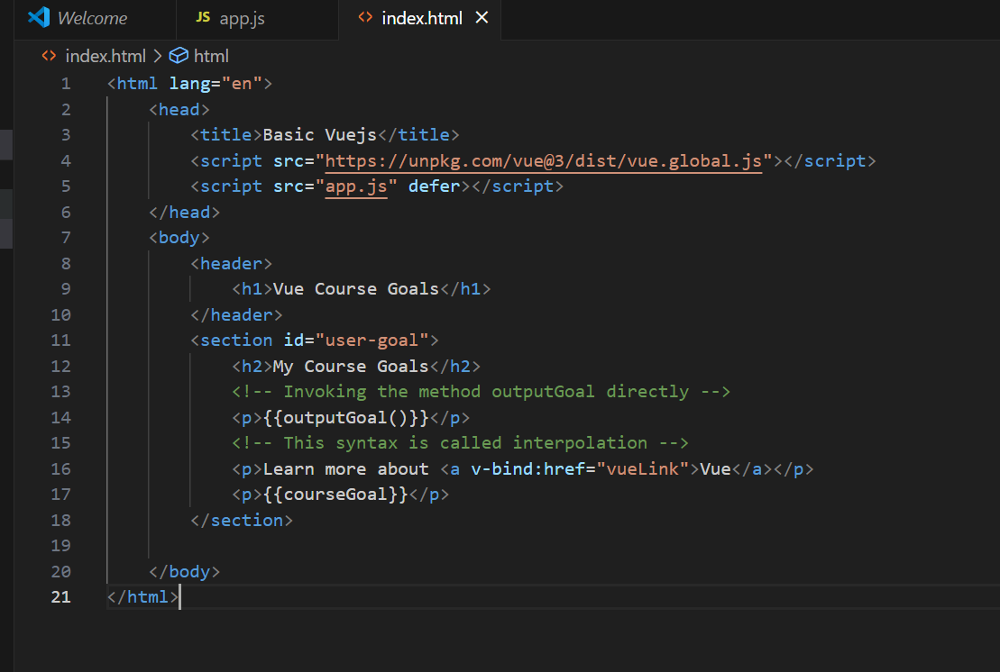 Welcome JS app.js <> index.html ×
<> index.html > html
1 <html lang="en">
2     <head>
3         <title>Basic Vuejs</title>
4         <script src="https://unpkg.com/vue@3/dist/vue.global.js"></script>
5         <script src="app.js" defer></script>
6     </head>
7     <body>
8         <header>
9             <h1>Vue Course Goals</h1>
10         </header>
11         <section id="user-goal">
12             <h2>My Course Goals</h2>
13             <!-- Invoking the method outputGoal directly -->
14             <p>{{outputGoal()}}</p>
15             <!-- This syntax is called interpolation -->
16             <p>Learn more about <a v-bind:href="vueLink">Vue</a></p>
17             <p>{{courseGoal}}</p>
18         </section>
19
20     </body>
21 </html>